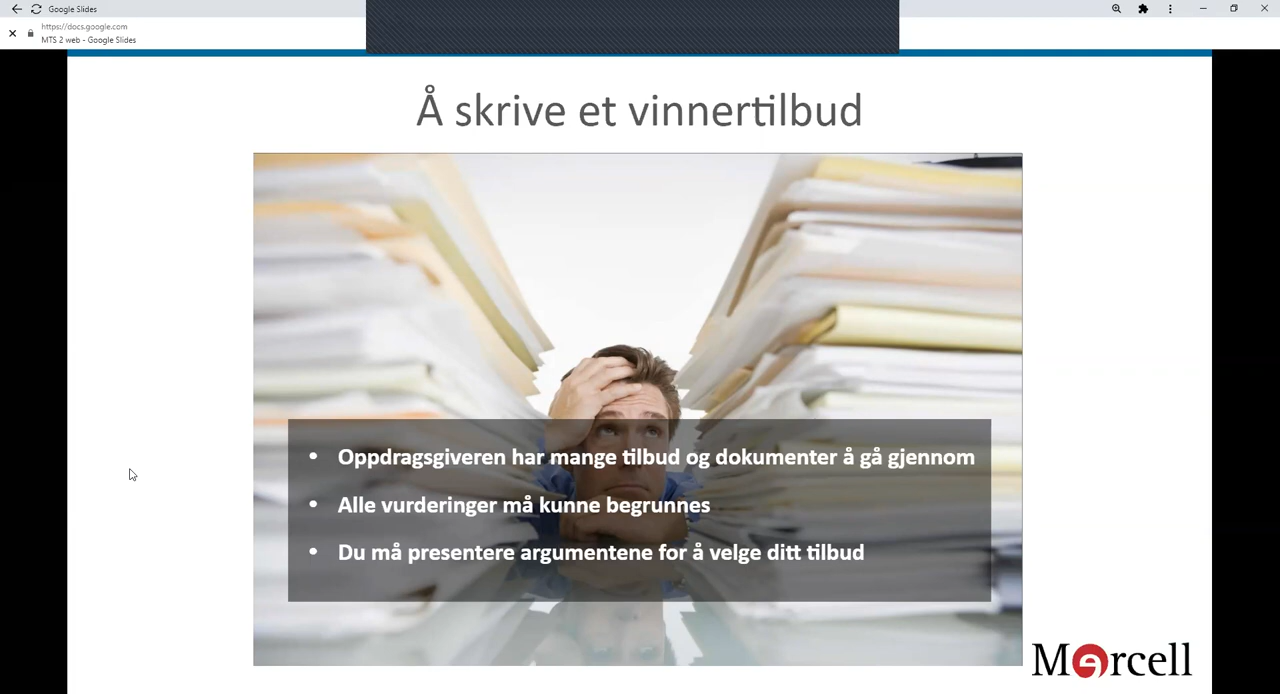 Google Slides
https://docs.google.com
MTS 2 web - Google Slides
Å skrive et vinnertilbud
• Oppdragsgiveren har mange tilbud og dokumenter å gå gjennom
• Alle vurderinger må kunne begrunnes
• Du må presentere argumentene for å velge ditt tilbud
Mercell